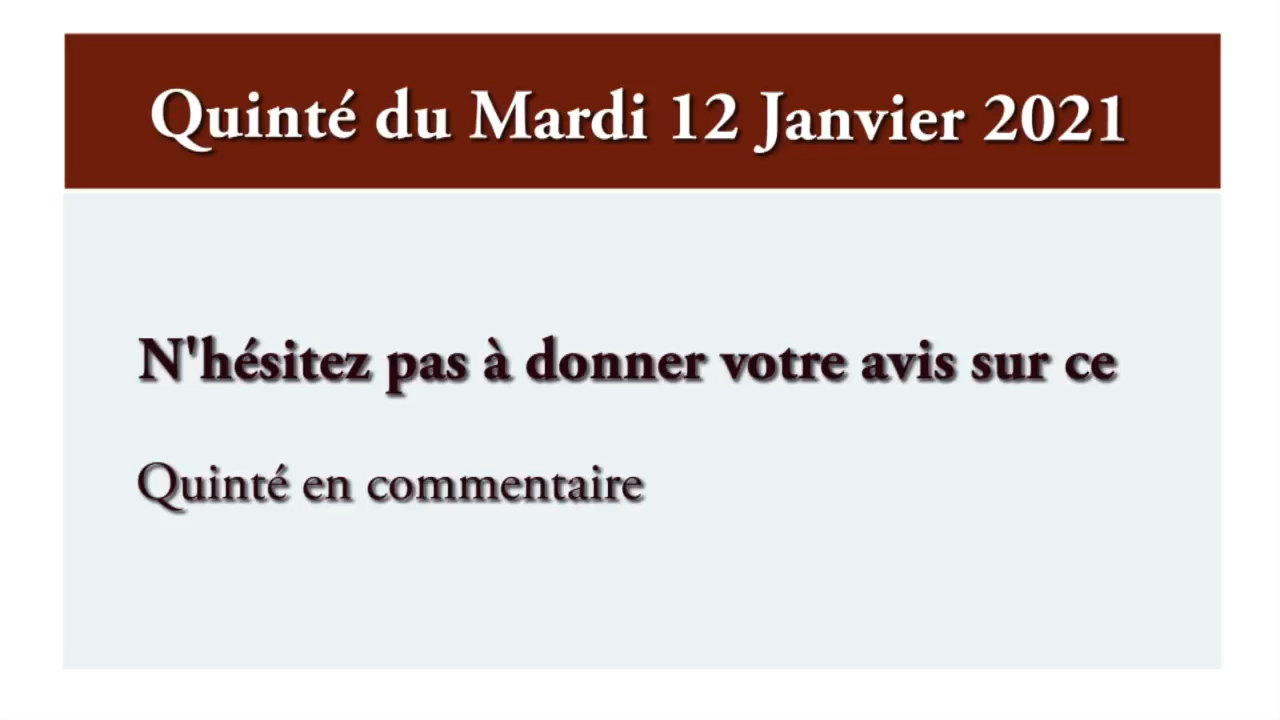 Quinté du Mardi 12 Janvier 2021
N'hésitez pas à donner votre avis sur ce
Quinté en commentaire